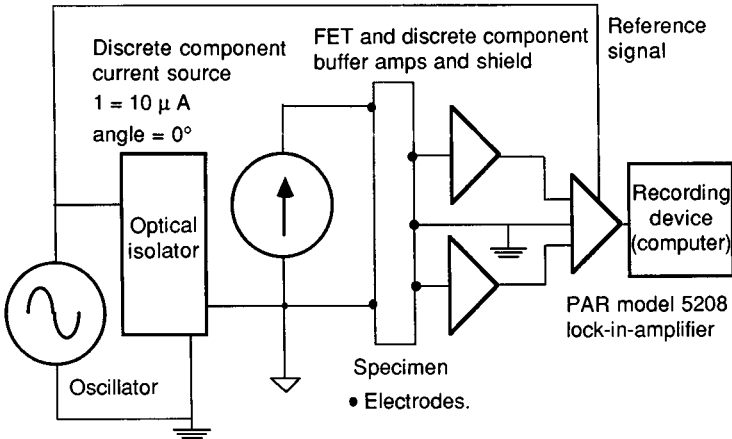 Discrete component
current source
1 = 10 μ A
angle = 0°
FET and discrete component
buffer amps and shield
Reference
signal
Optical
isolator
Recording
device
(computer)
PAR model 5208
lock-in-amplifier
Oscillator
Specimen
• Electrodes.